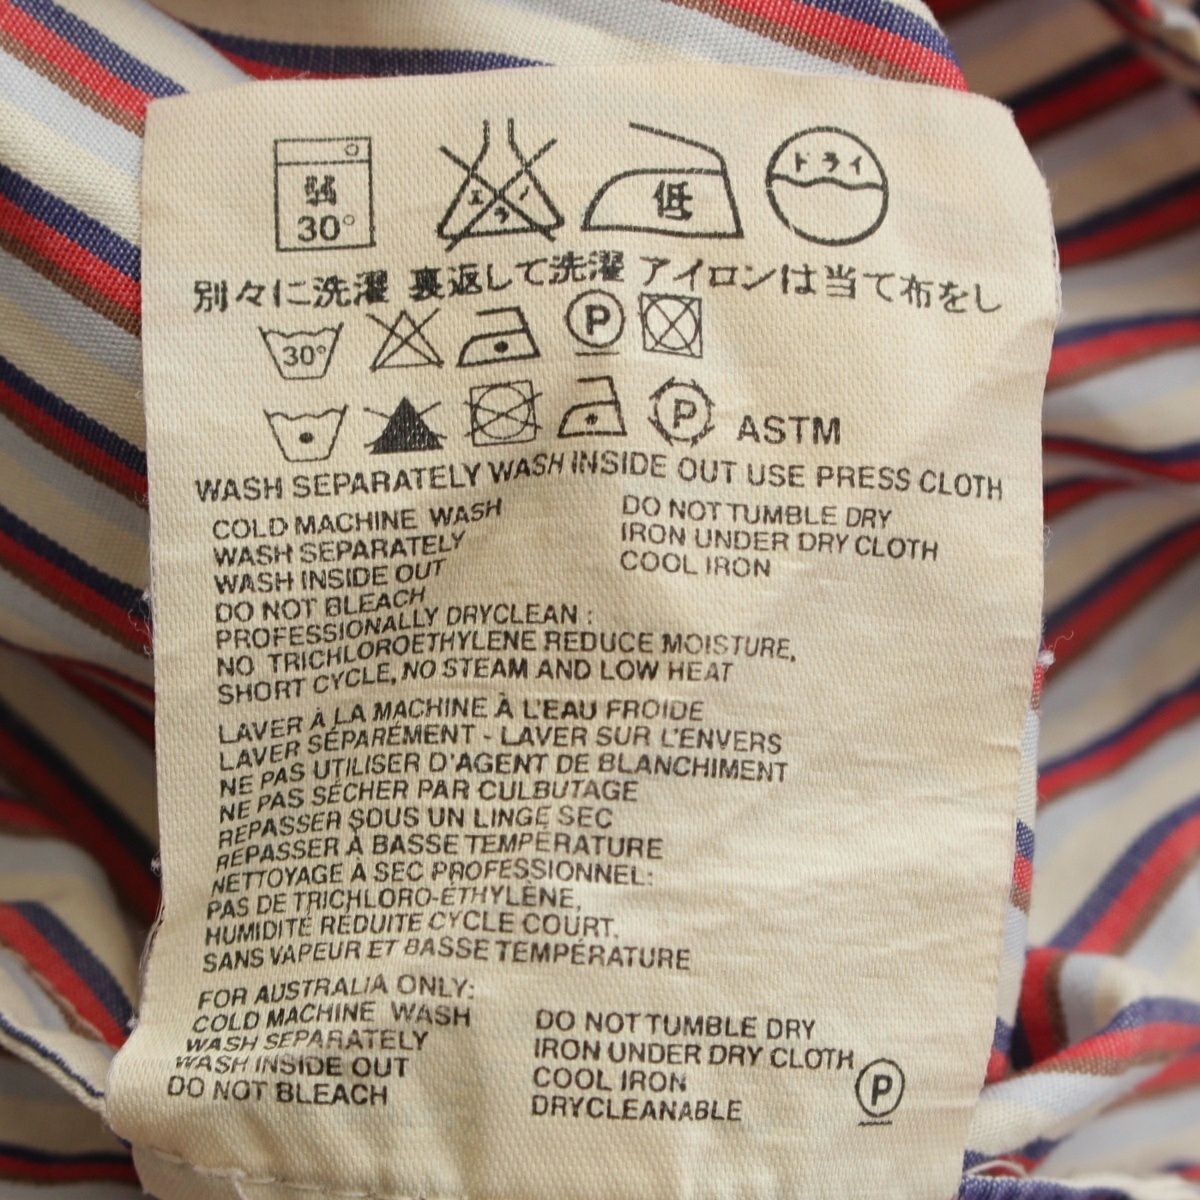 弱
30°
エンソ
低
ドライ
別々に洗濯 裏返して洗濯 アイロンは当て布をし
30° P
P ASTM
WASH SEPARATELY WASH INSIDE OUT USE PRESS CLOTH
COLD MACHINE WASH
WASH SEPARATELY
WASH INSIDE OUT
DO NOT BLEACH
DO NOT TUMBLE DRY
IRON UNDER DRY CLOTH
COOL IRON
PROFESSIONALLY DRYCLEAN :
NO TRICHLOROETHYLENE REDUCE MOISTURE,
SHORT CYCLE, NO STEAM AND LOW HEAT
LAVER À LA MACHINE À L'EAU FROIDE
LAVER SÉPARÉMENT - LAVER SUR L'ENVERS
NE PAS UTILISER D'AGENT DE BLANCHIMENT
NE PAS SÉCHER PAR CULBUTAGE
REPASSER SOUS UN LINGE SEC
REPASSER À BASSE TEMPÉRATURE
NETTOYAGE À SEC PROFESSIONNEL:
PAS DE TRICHLORO-ÉTHYLÈNE,
HUMIDITÉ RÉDUITE CYCLE COURT.
SANS VAPEUR ET BASSE TEMPÉRATURE
FOR AUSTRALIA ONLY:
COLD MACHINE WASH
WASH SEPARATELY
WASH INSIDE OUT
DO NOT BLEACH
DO NOT TUMBLE DRY
IRON UNDER DRY CLOTH
COOL IRON
DRYCLEANABLE
P